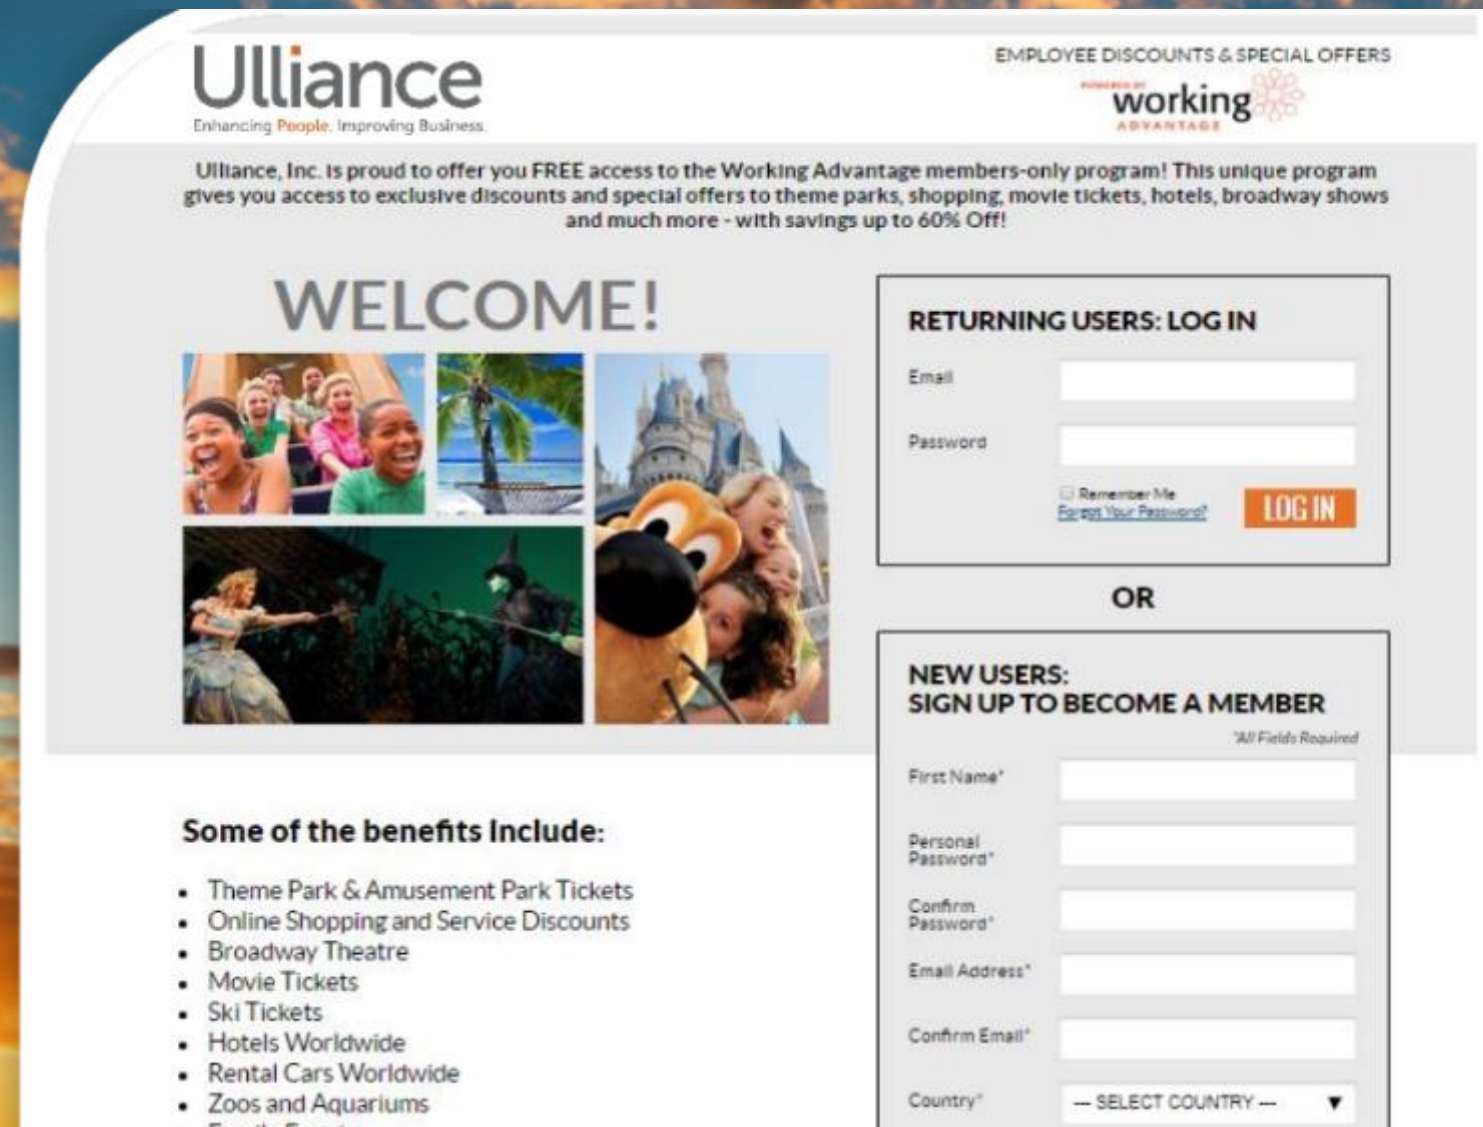 Ulliance
Enhancing People. Improving Business.
EMPLOYEE DISCOUNTS & SPECIAL OFFERS
POWERED BY
working
ADVANTAGE
Ulliance, Inc. is proud to offer you FREE access to the Working Advantage members-only program! This unique program
gives you access to exclusive discounts and special offers to theme parks, shopping, movie tickets, hotels, broadway shows
and much more - with savings up to 60% Off!
WELCOME!
RETURNING USERS: LOG IN
Email
Password
Remember Me
Forgot Your Password?
LOG IN
OR
NEW USERS:
SIGN UP TO BECOME A MEMBER
*All Fields Required
First Name*
Personal
Password*
Confirm
Password*
Email Address*
Confirm Email*
Country*
--- SELECT COUNTRY ---
Some of the benefits Include:
• Theme Park & Amusement Park Tickets
• Online Shopping and Service Discounts
• Broadway Theatre
• Movie Tickets
• Ski Tickets
• Hotels Worldwide
• Rental Cars Worldwide
• Zoos and Aquariums